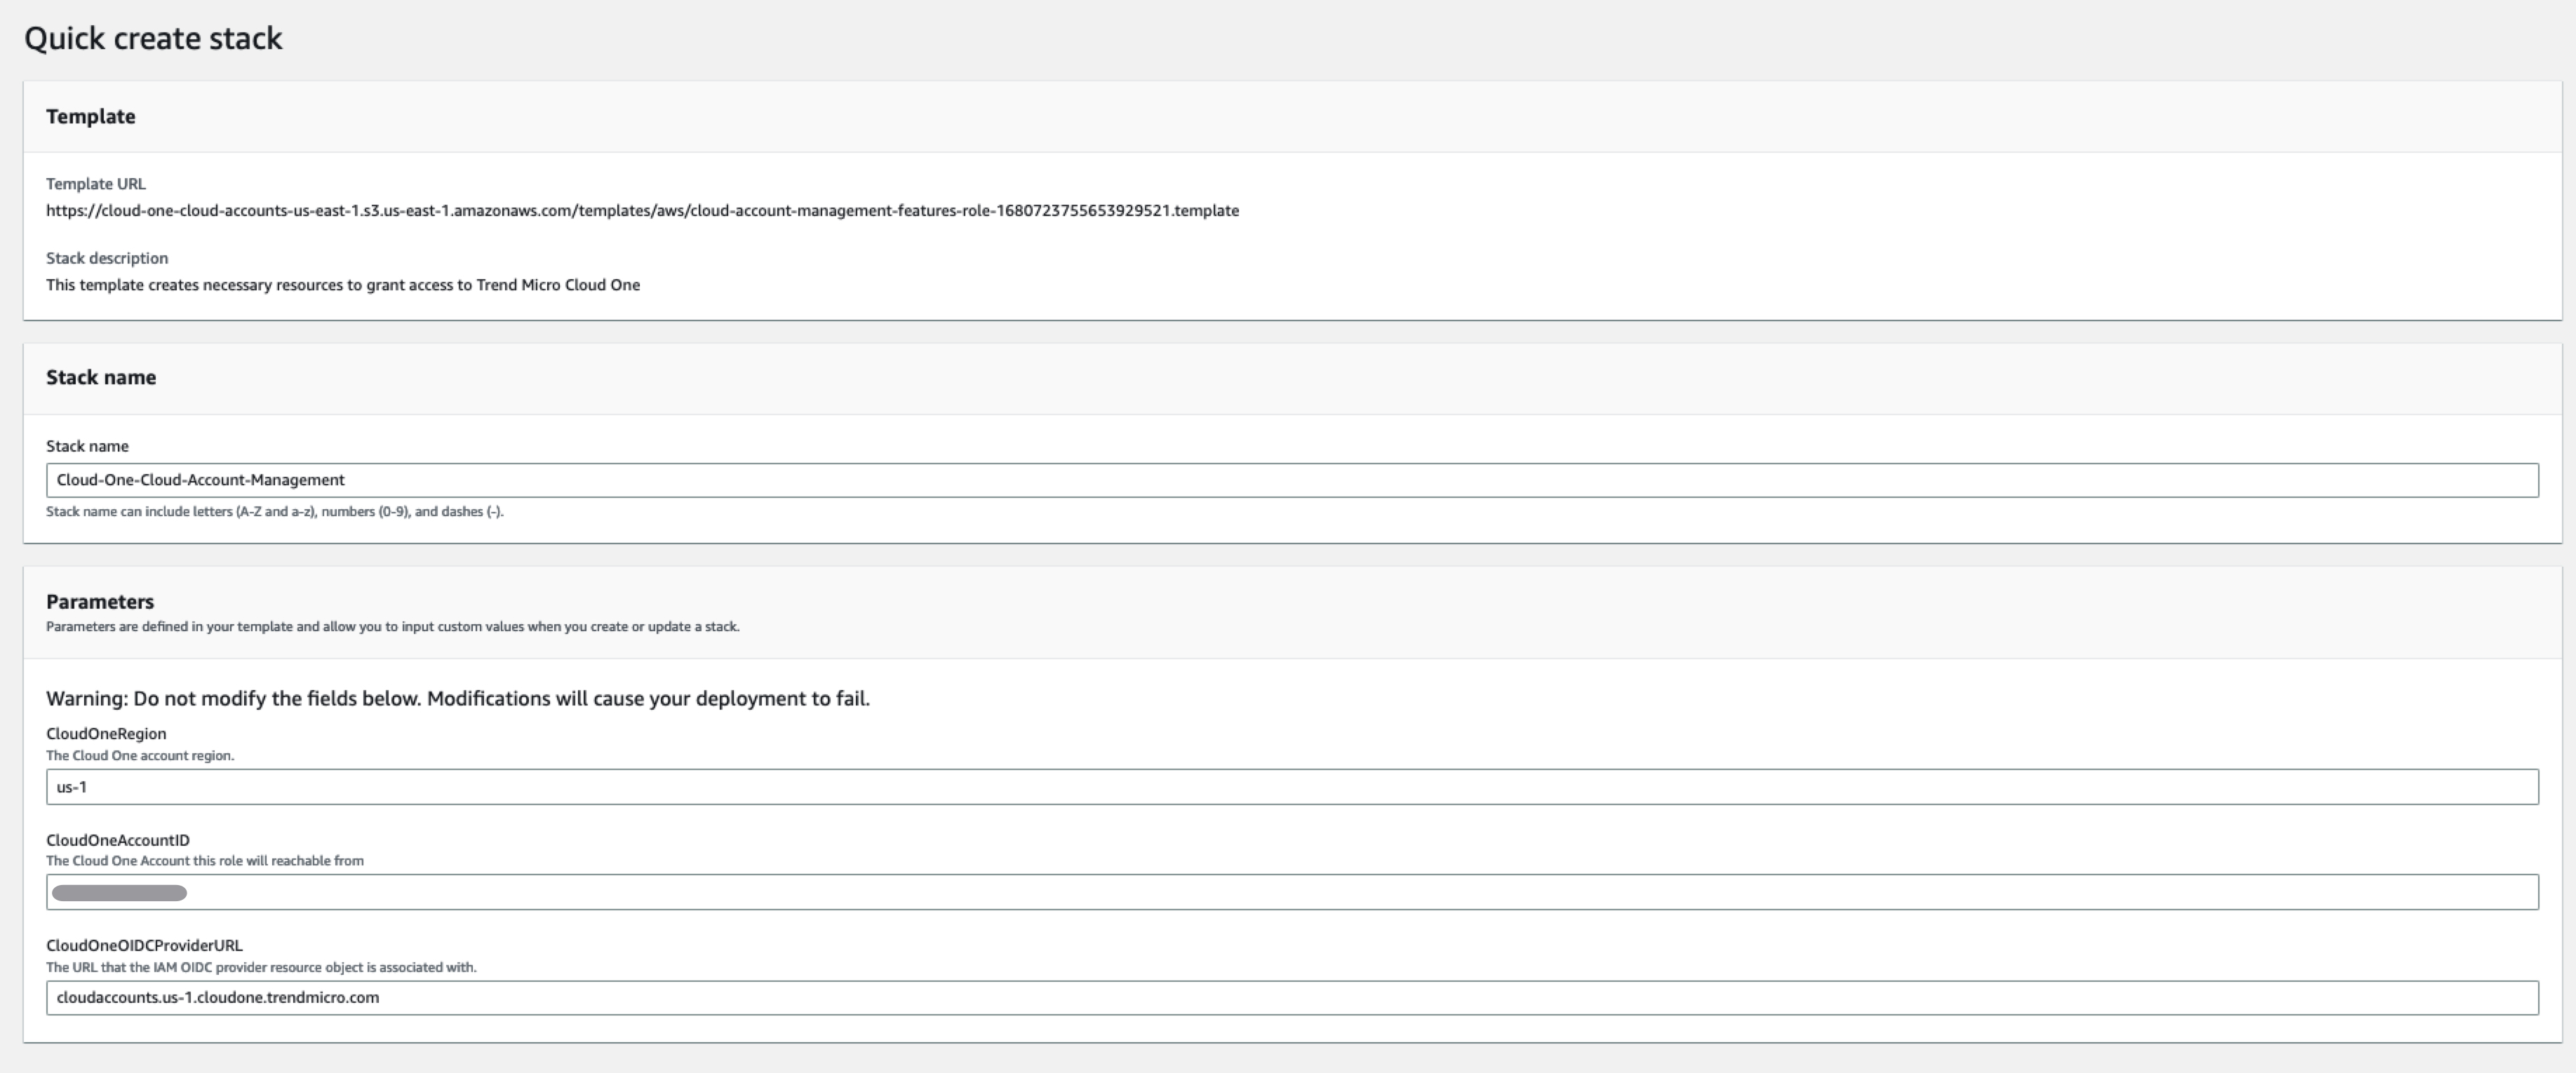 Quick create stack
Template
Template URL
https://cloud-one-cloud-accounts-us-east-1.s3.us-east-1.amazonaws.com/templates/aws/cloud-account-management-features-role-1680723755653929521.template
Stack description
This template creates necessary resources to grant access to Trend Micro Cloud One
Stack name
Stack name
Cloud-One-Cloud-Account-Management
Stack name can include letters (A-Z and a-z), numbers (0-9), and dashes (-).
Parameters
Parameters are defined in your template and allow you to input custom values when you create or update a stack.
Warning: Do not modify the fields below. Modifications will cause your deployment to fail.
CloudOneRegion
The Cloud One account region.
us-1
CloudOneAccountID
The Cloud One Account this role will reachable from
CloudOneOIDCProviderURL
The URL that the IAM OIDC provider resource object is associated with.
cloudaccounts.us-1.cloudone.trendmicro.com